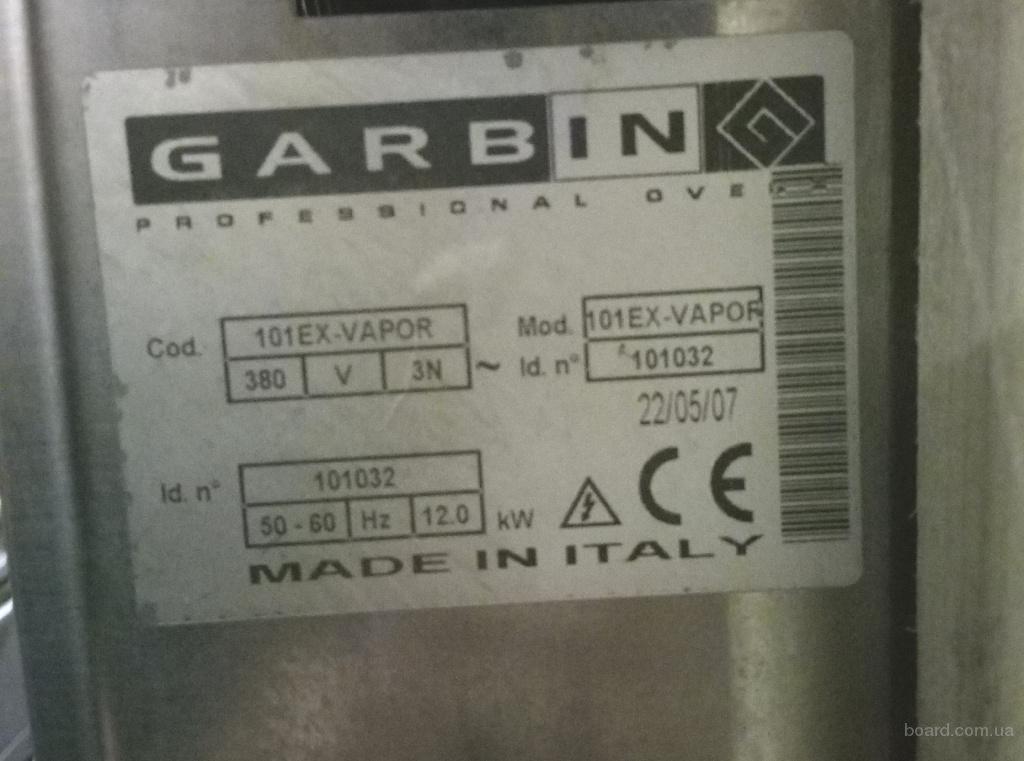 GARBIN
PROFESSIONAL OVE
Cod. 101EX-VAPOR
380 V 3N ~
Mod. 101EX-VAPOR
Id. n° 101032
22/05/07
Id. n° 101032
50 - 60 Hz 12.0 kW
CE
MADE IN ITALY
board.com.ua